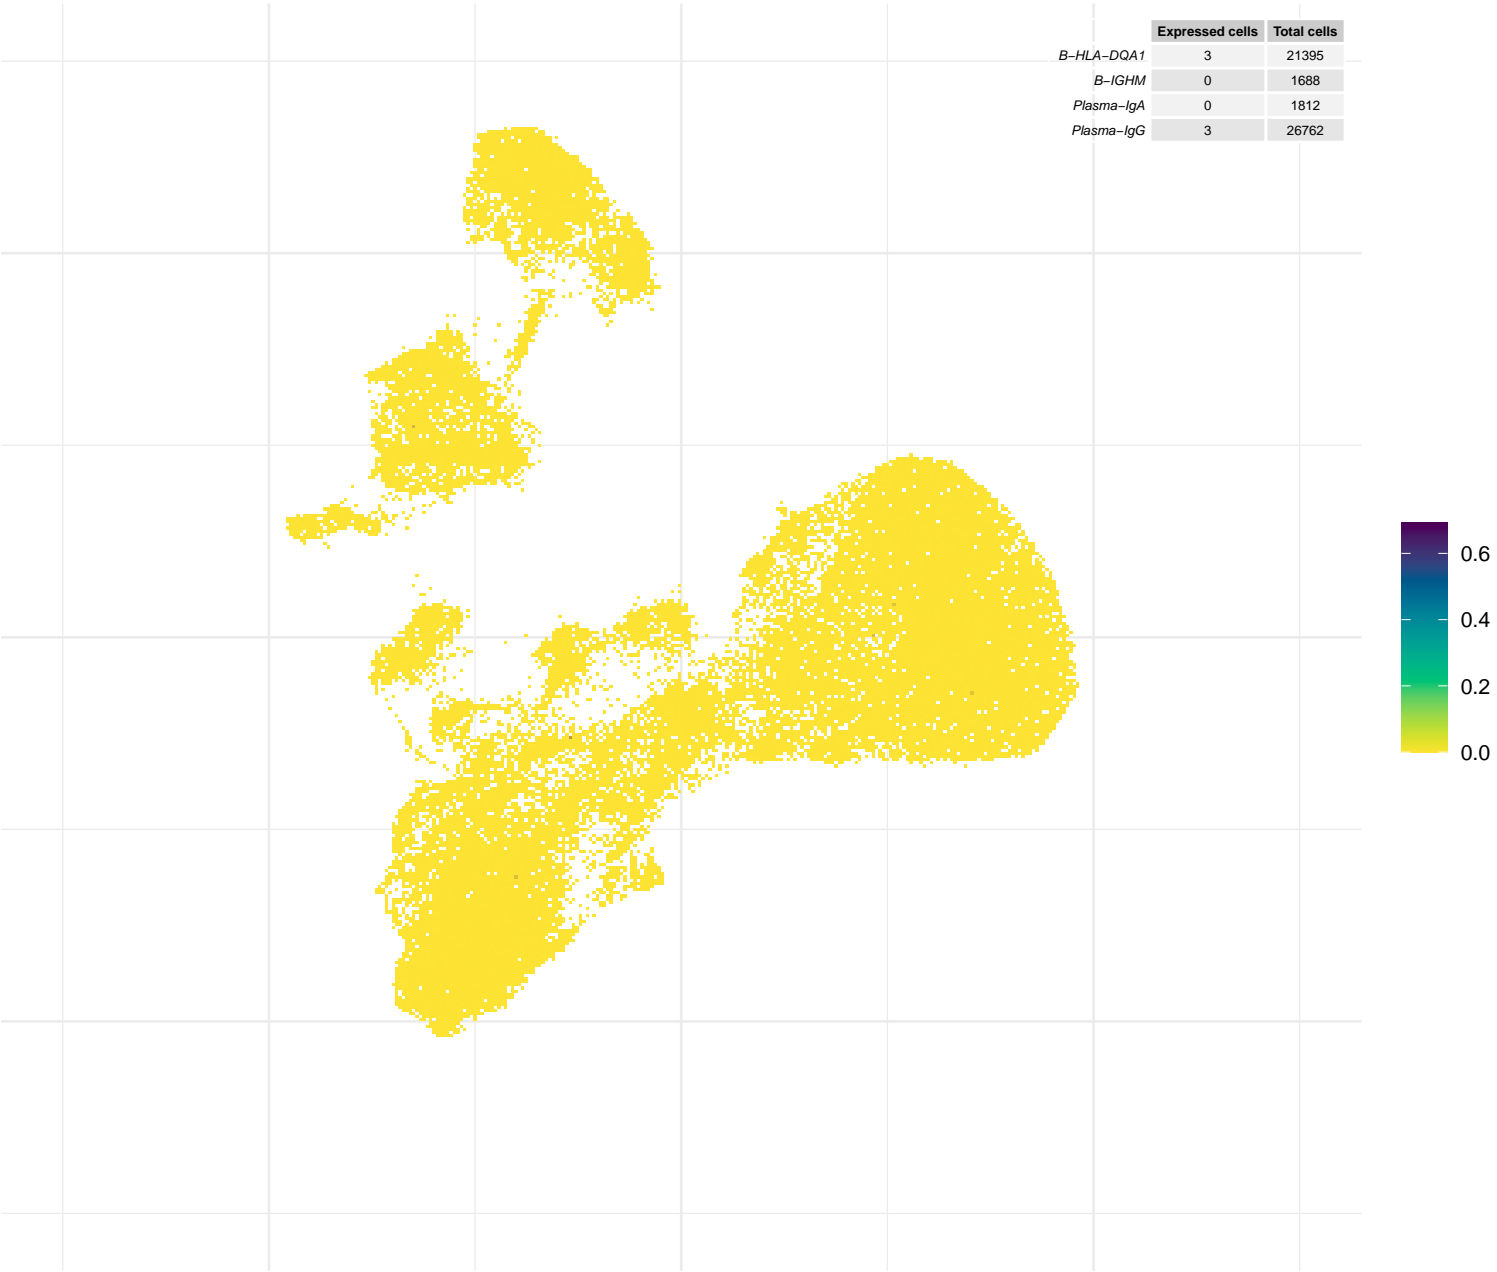 Expressed cells Total cells
B−HLA−DQA1 3 21395
B−IGHM 0 1688
Plasma−IgA 0 1812
Plasma−IgG 3 26762
0.6
0.4
0.2
0.0